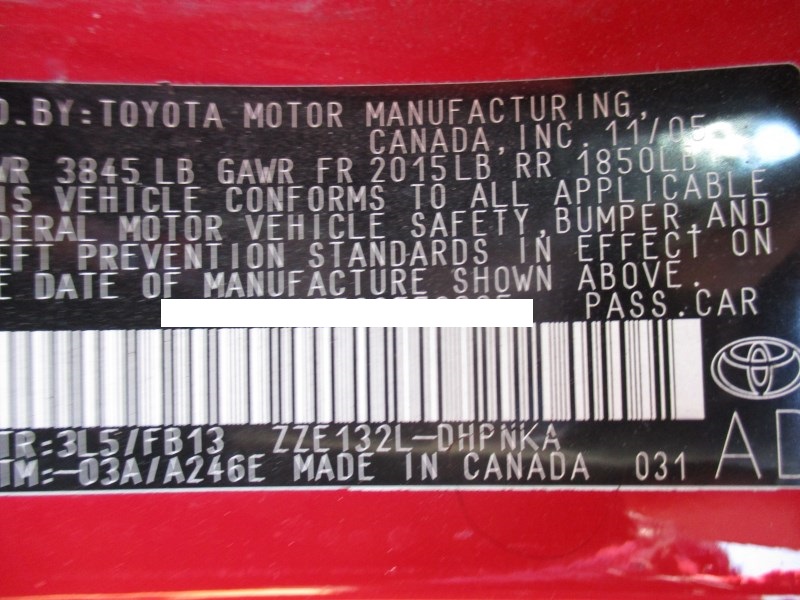 D.BY:TOYOTA MOTOR MANUFACTURING,
CANADA, INC. 11/05
WR 3845 LB GAWR FR 2015LB RR 1850LB
IS VEHICLE CONFORMS TO ALL APPLICABLE
DERAL MOTOR VEHICLE SAFETY,BUMPER,AND
EFT PREVENTION STANDARDS IN EFFECT ON
E DATE OF MANUFACTURE SHOWN ABOVE.
PASS.CAR
TR:3L5/FB13 ZZE132L-DHPNKA
TM:-03A/A246E MADE IN CANADA 031 AD